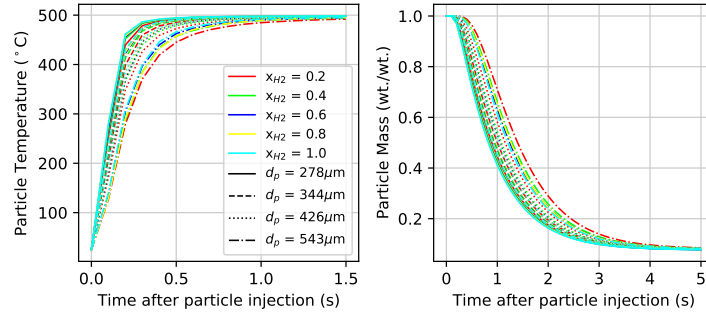 500
400
300
200
100
Particle Temperature (°C)
x_H2 = 0.2
x_H2 = 0.4
x_H2 = 0.6
x_H2 = 0.8
x_H2 = 1.0
d_p = 278μm
d_p = 344μm
d_p = 426μm
d_p = 543μm
0.0 0.5 1.0 1.5
Time after particle injection (s)
1.0
0.8
0.6
0.4
0.2
Particle Mass (wt./wt.)
0 1 2 3 4 5
Time after particle injection (s)